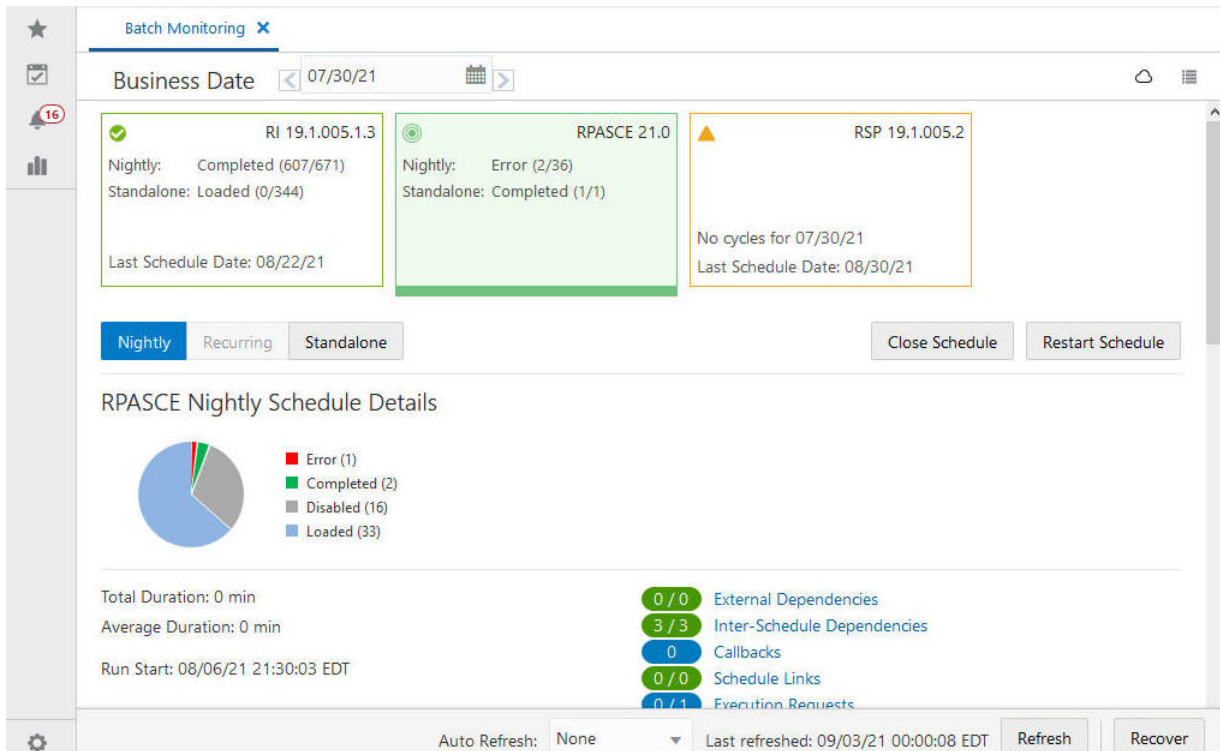 Batch Monitoring X
16
Business Date < 07/30/21 >
RI 19.1.005.1.3
Nightly: Completed (607/671)
Standalone: Loaded (0/344)
Last Schedule Date: 08/22/21
RPASCE 21.0
Nightly: Error (2/36)
Standalone: Completed (1/1)
RSP 19.1.005.2
No cycles for 07/30/21
Last Schedule Date: 08/30/21
Nightly Recurring Standalone Close Schedule Restart Schedule
RPASCE Nightly Schedule Details
Error (1)
Completed (2)
Disabled (16)
Loaded (33)
Total Duration: 0 min
Average Duration: 0 min
Run Start: 08/06/21 21:30:03 EDT
0 / 0 External Dependencies
3 / 3 Inter-Schedule Dependencies
0 Callbacks
0 / 0 Schedule Links
0 / 1 Execution Requests
Auto Refresh: None Last refreshed: 09/03/21 00:00:08 EDT Refresh Recover